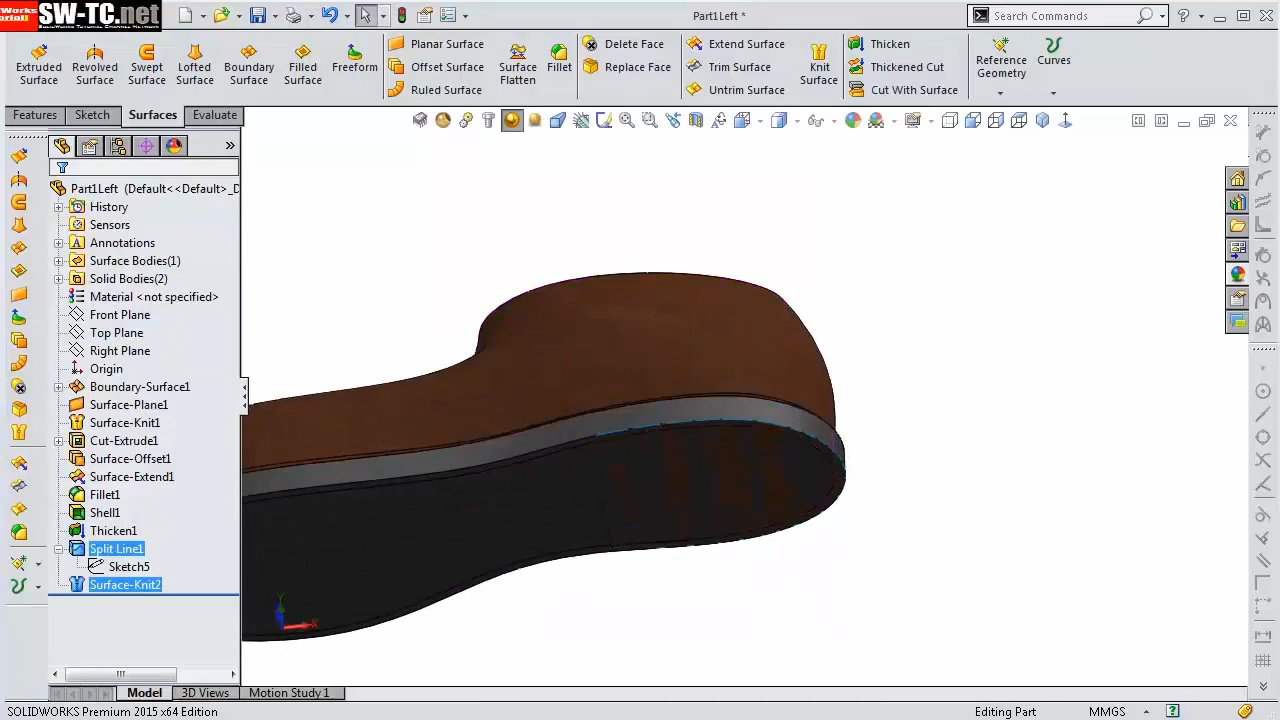 SW-TC.net
Part1Left *
Search Commands
Extruded Surface
Revolved Surface
Swept Surface
Lofted Surface
Boundary Surface
Filled Surface
Freeform
Planar Surface
Offset Surface
Ruled Surface
Surface Flatten
Fillet
Delete Face
Replace Face
Extend Surface
Trim Surface
Untrim Surface
Knit Surface
Thicken
Thickened Cut
Cut With Surface
Reference Geometry
Curves
Features
Sketch
Surfaces
Evaluate
Part1Left (Default<<Default>_D
History
Sensors
Annotations
Surface Bodies(1)
Solid Bodies(2)
Material <not specified>
Front Plane
Top Plane
Right Plane
Origin
Boundary-Surface1
Surface-Plane1
Surface-Knit1
Cut-Extrude1
Surface-Offset1
Surface-Extend1
Fillet1
Shell1
Thicken1
Split Line1
Sketch5
Surface-Knit2
Y
X
Model
3D Views
Motion Study 1
SOLIDWORKS Premium 2015 x64 Edition
Editing Part
MMGS